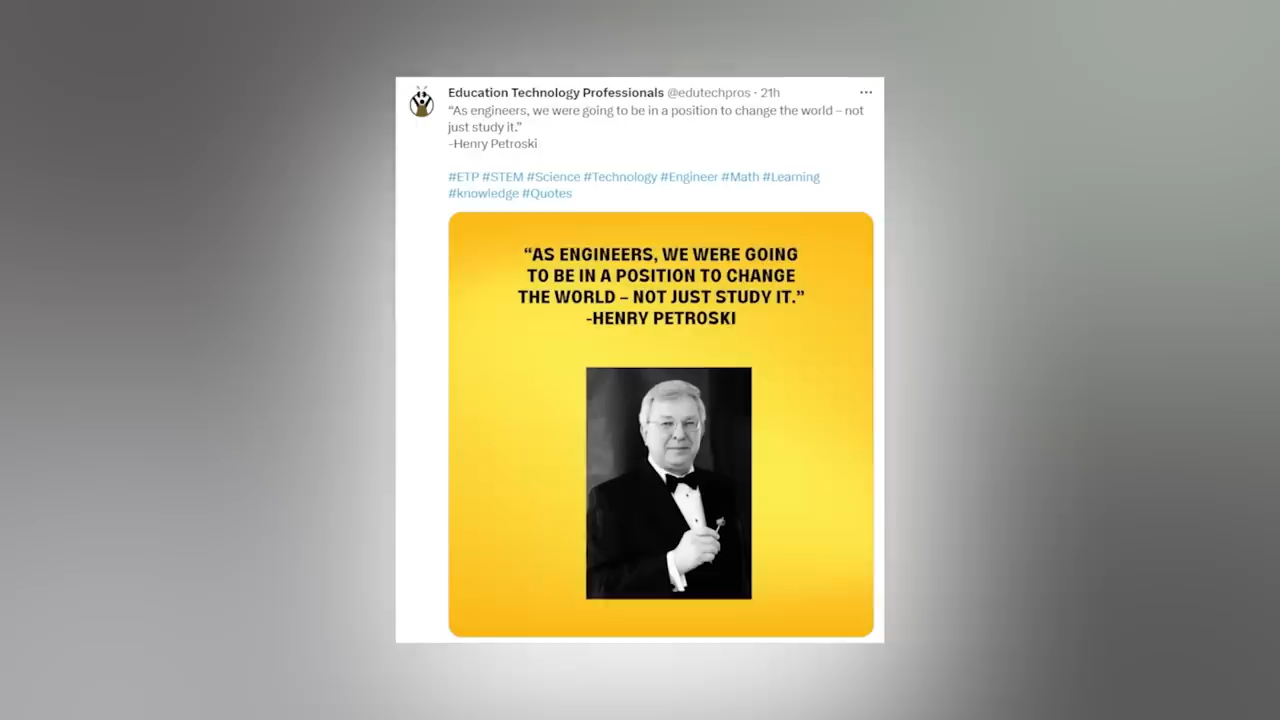 Education Technology Professionals @edutechpros · 21h
“As engineers, we were going to be in a position to change the world – not
just study it.”
-Henry Petroski
#ETP #STEM #Science #Technology #Engineer #Math #Learning
#knowledge #Quotes
“AS ENGINEERS, WE WERE GOING
TO BE IN A POSITION TO CHANGE
THE WORLD – NOT JUST STUDY IT.”
-HENRY PETROSKI